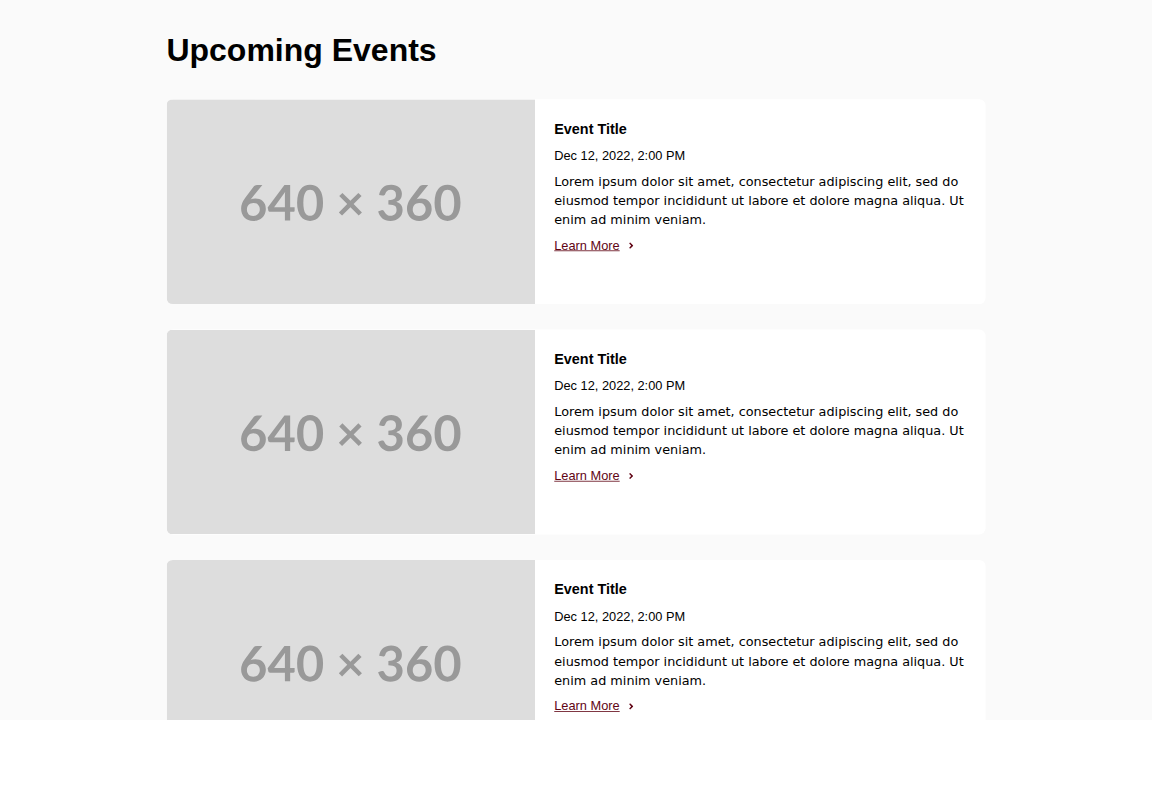 Upcoming Events
640 × 360
Event Title
Dec 12, 2022, 2:00 PM
Lorem ipsum dolor sit amet, consectetur adipiscing elit, sed do
eiusmod tempor incididunt ut labore et dolore magna aliqua. Ut
enim ad minim veniam.
Learn More ›
640 × 360
Event Title
Dec 12, 2022, 2:00 PM
Lorem ipsum dolor sit amet, consectetur adipiscing elit, sed do
eiusmod tempor incididunt ut labore et dolore magna aliqua. Ut
enim ad minim veniam.
Learn More ›
640 × 360
Event Title
Dec 12, 2022, 2:00 PM
Lorem ipsum dolor sit amet, consectetur adipiscing elit, sed do
eiusmod tempor incididunt ut labore et dolore magna aliqua. Ut
enim ad minim veniam.
Learn More ›